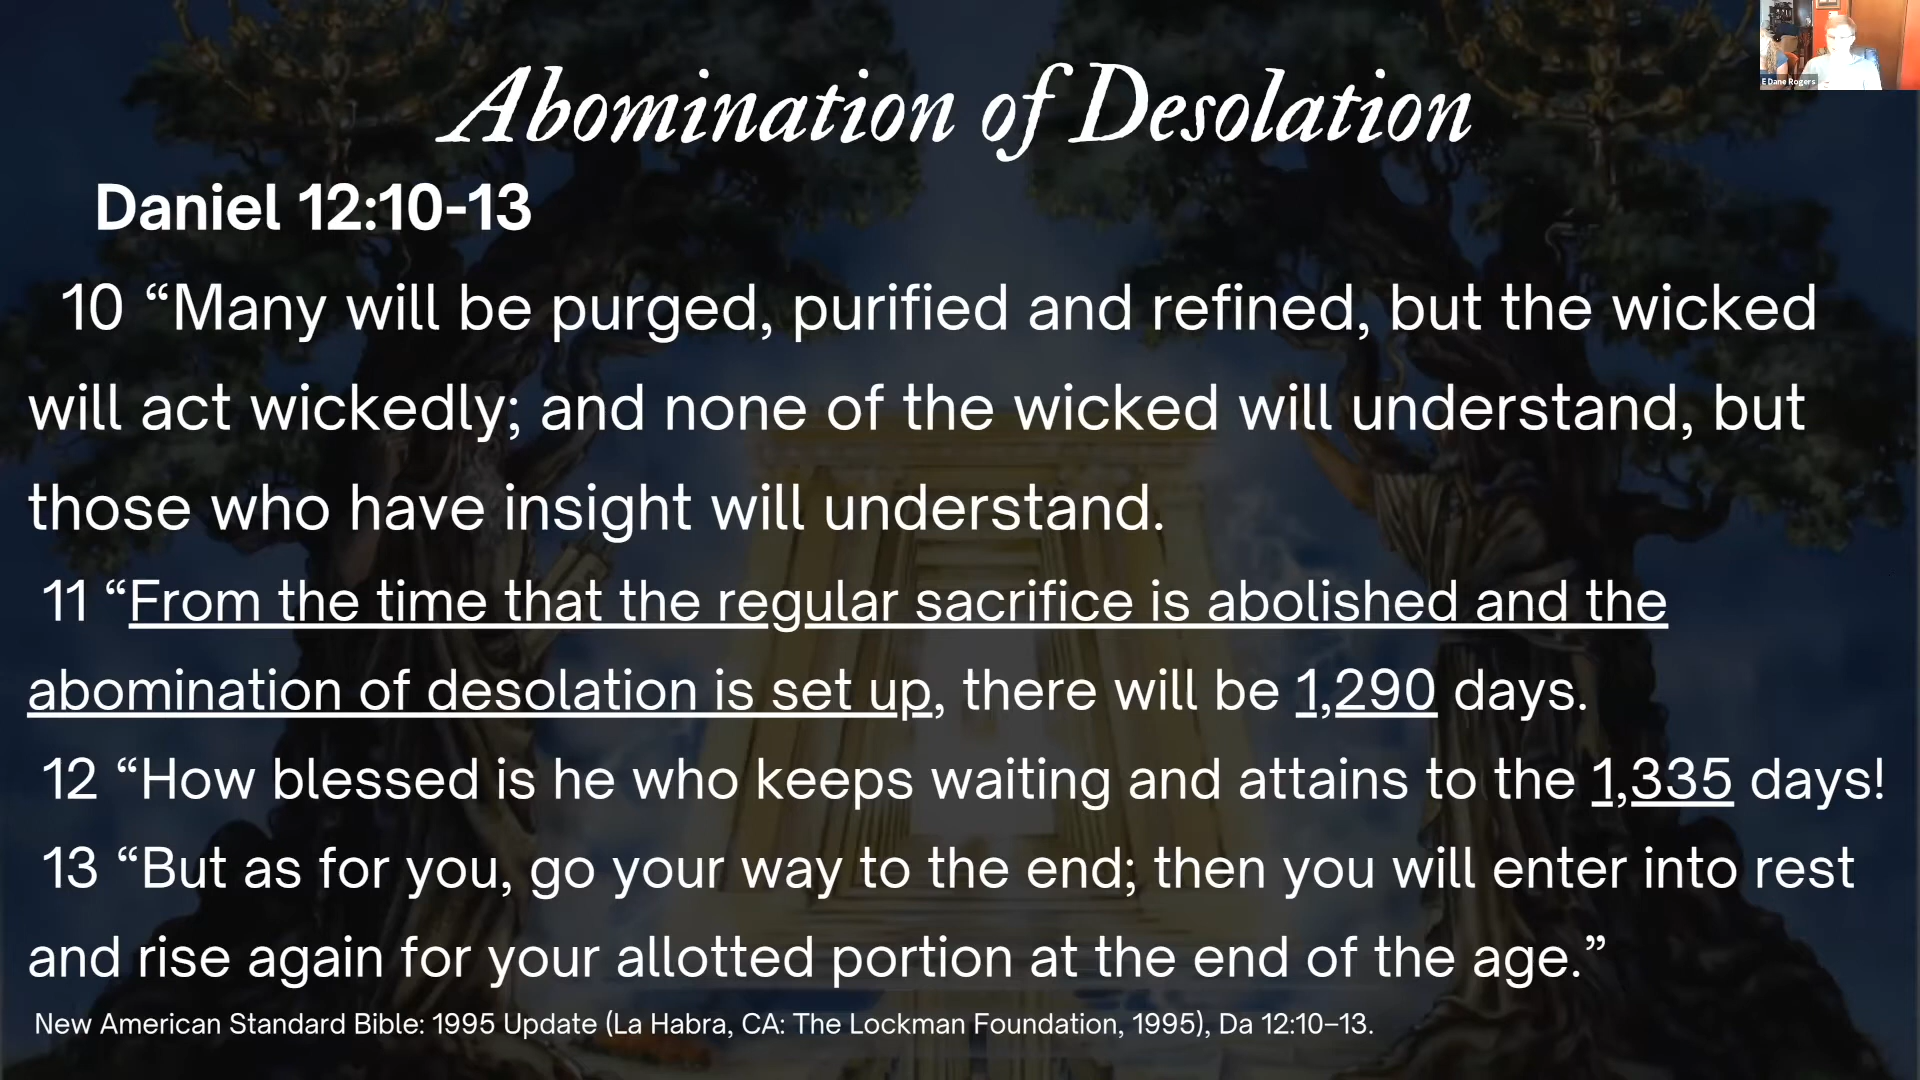 Abomination of Desolation
E Dane Rogers
Daniel 12:10-13
10 “Many will be purged, purified and refined, but the wicked
will act wickedly; and none of the wicked will understand, but
those who have insight will understand.
11 “From the time that the regular sacrifice is abolished and the
abomination of desolation is set up, there will be 1,290 days.
12 “How blessed is he who keeps waiting and attains to the 1,335 days!
13 “But as for you, go your way to the end; then you will enter into rest
and rise again for your allotted portion at the end of the age.”
New American Standard Bible: 1995 Update (La Habra, CA: The Lockman Foundation, 1995), Da 12:10–13.